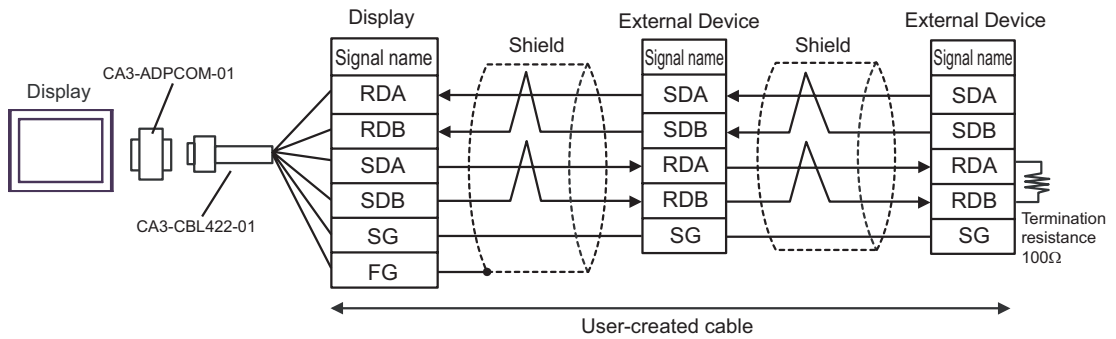 Display
CA3-ADPCOM-01
CA3-CBL422-01
Display
Signal name
RDA
RDB
SDA
SDB
SG
FG
Shield
External Device
Signal name
SDA
SDB
RDA
RDB
SG
Shield
External Device
Signal name
SDA
SDB
RDA
RDB
SG
Termination
resistance
100Ω
User-created cable